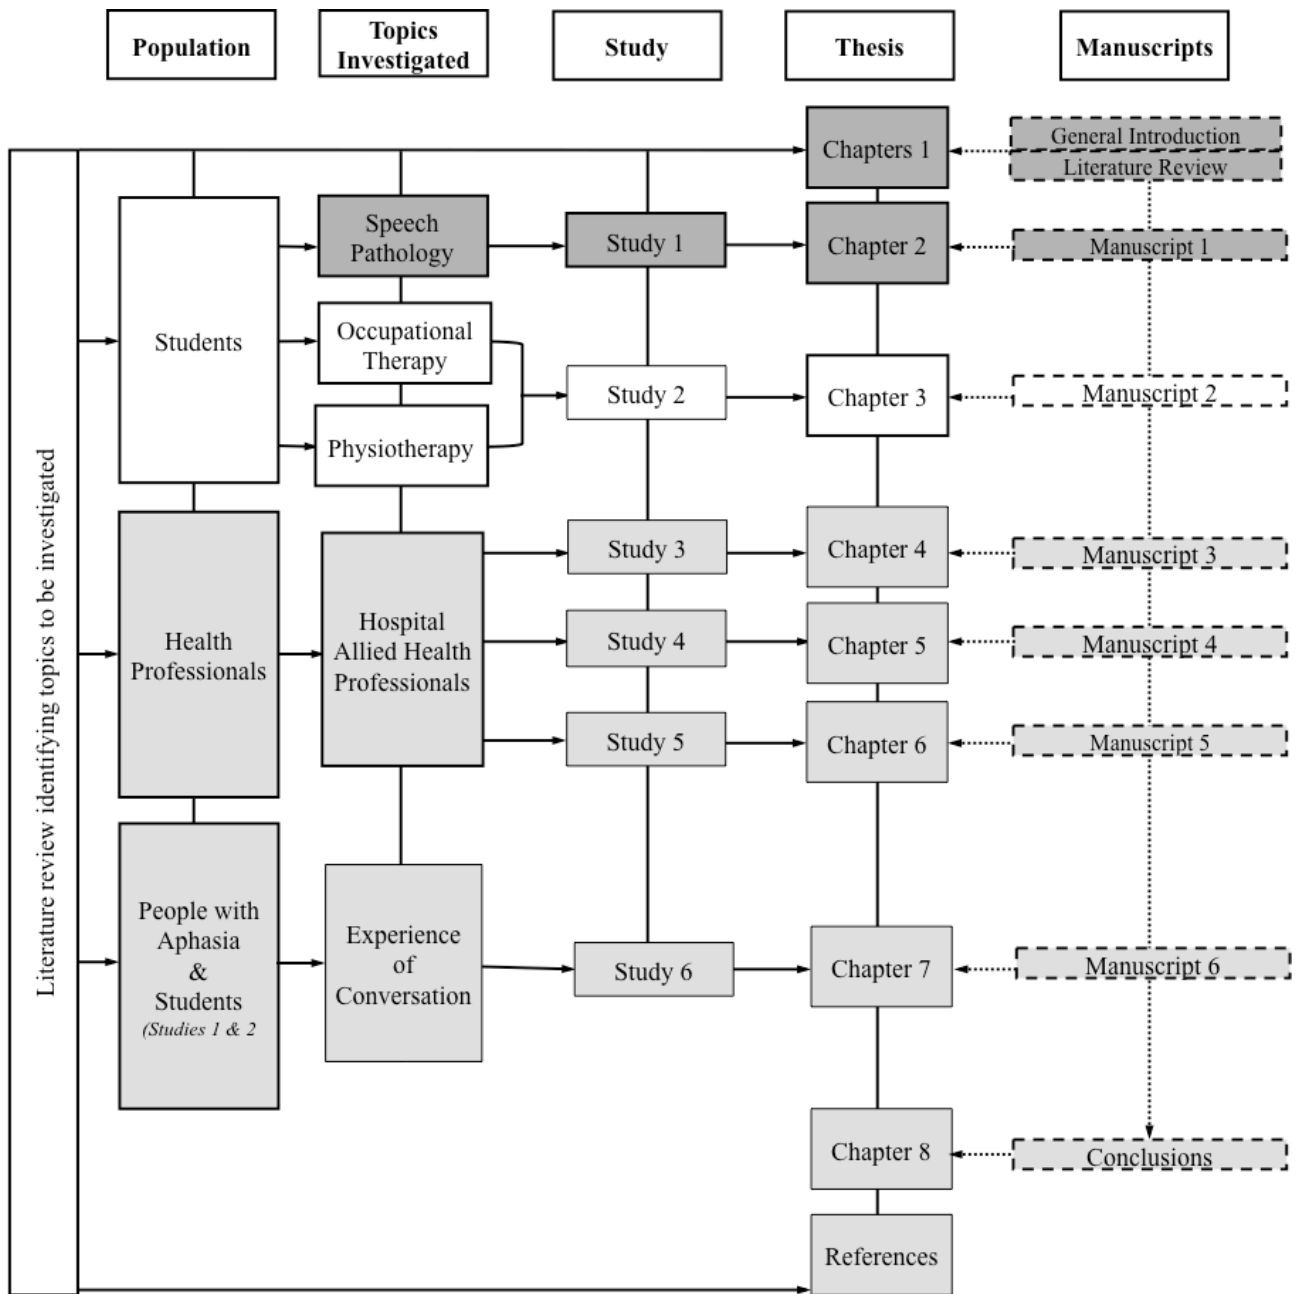 Population
Topics
Investigated
Study
Thesis
Manuscripts
Literature review identifying topics to be investigated
Chapters 1
General Introduction
Literature Review
Students
Speech
Pathology
Study 1
Chapter 2
Manuscript 1
Occupational
Therapy
Physiotherapy
Study 2
Chapter 3
Manuscript 2
Health
Professionals
Hospital
Allied Health
Professionals
Study 3
Chapter 4
Manuscript 3
Study 4
Chapter 5
Manuscript 4
Study 5
Chapter 6
Manuscript 5
People with
Aphasia
&
Students
(Studies 1 & 2
Experience
of
Conversation
Study 6
Chapter 7
Manuscript 6
Chapter 8
Conclusions
References